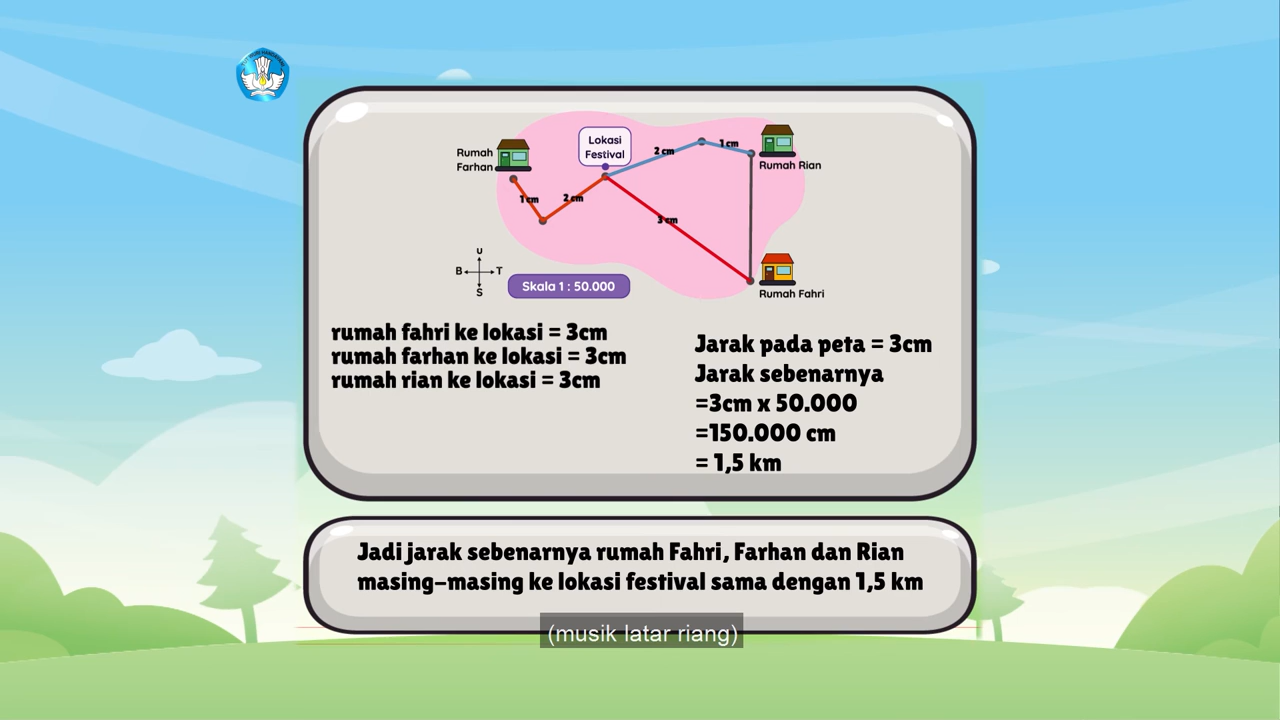 Rumah
Farhan
Lokasi
Festival
2 cm
1 cm
Rumah Rian
1 cm
2 cm
3 cm
U
B
T
S
Skala 1 : 50.000
Rumah Fahri
rumah fahri ke lokasi = 3cm
rumah farhan ke lokasi = 3cm
rumah rian ke lokasi = 3cm
Jarak pada peta = 3cm
Jarak sebenarnya
=3cm x 50.000
=150.000 cm
= 1,5 km
Jadi jarak sebenarnya rumah Fahri, Farhan dan Rian
masing-masing ke lokasi festival sama dengan 1,5 km
(musik latar riang)